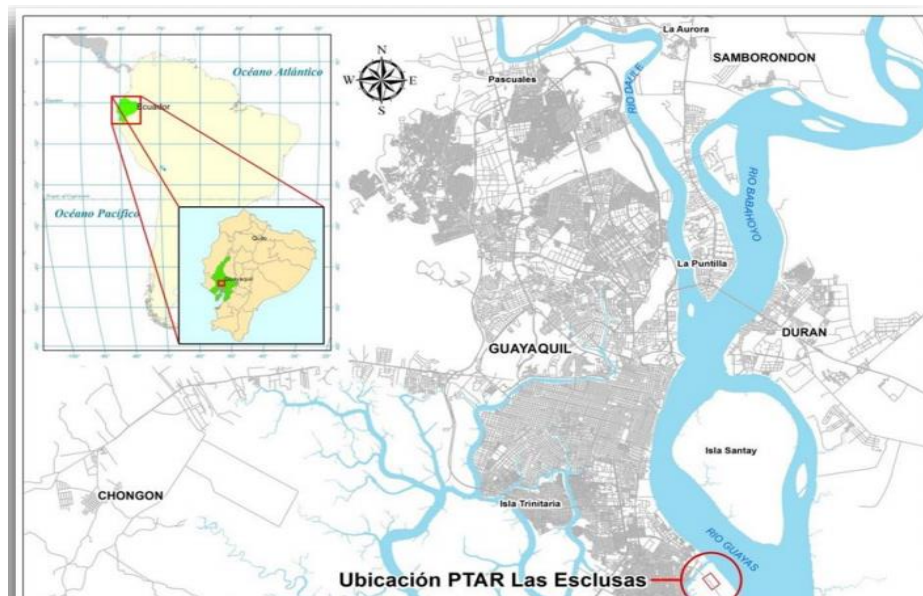 Océano Atlántico
Ecuador
Océano Pacífico
Quito
N
W E
S
La Aurora
SAMBORONDON
Pascuales
RIO DAULE
RIO BABAHOYO
La Puntilla
DURAN
GUAYAQUIL
Isla Santay
CHONGON
Isla Trinitaria
RIO GUAYAS
Ubicación PTAR Las Esclusas